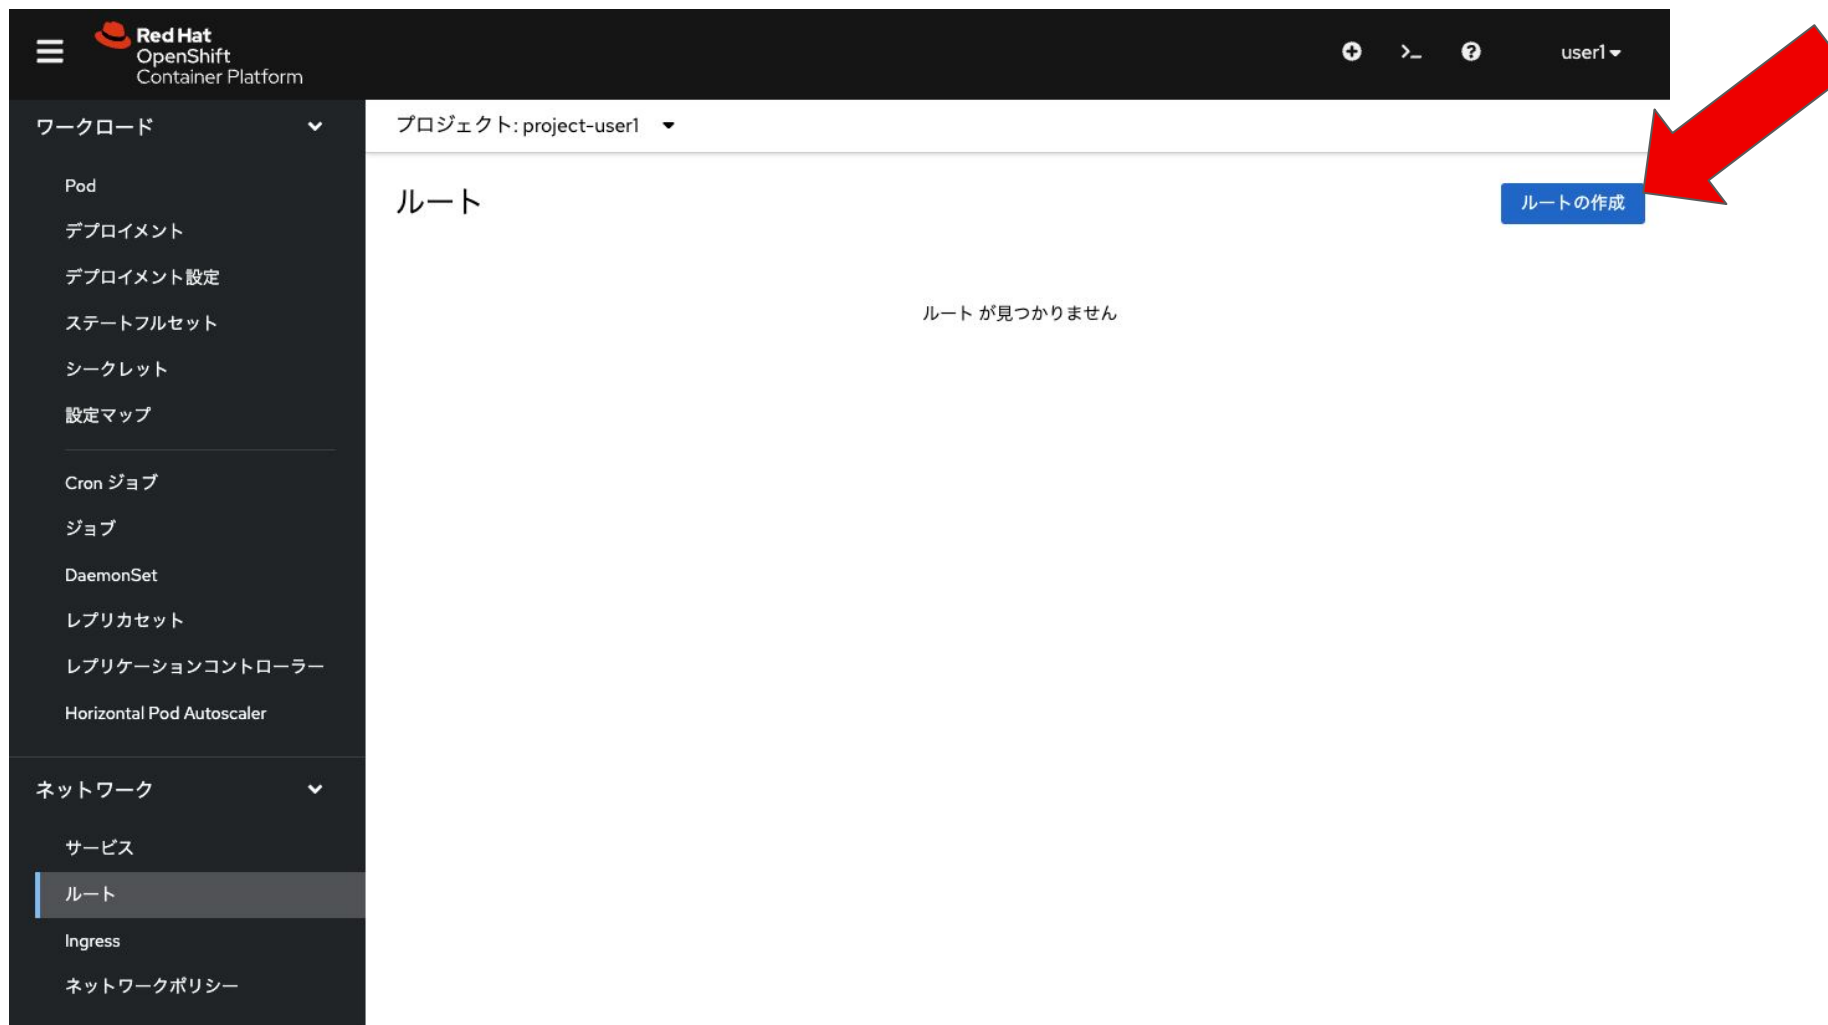 Red Hat
OpenShift
Container Platform
user1
ワークロード
Pod
デプロイメント
デプロイメント設定
ステートフルセット
シークレット
設定マップ
Cron ジョブ
ジョブ
DaemonSet
レプリカセット
レプリケーションコントローラー
Horizontal Pod Autoscaler
ネットワーク
サービス
ルート
Ingress
ネットワークポリシー
プロジェクト: project-user1
ルート
ルートの作成
ルート が見つかりません